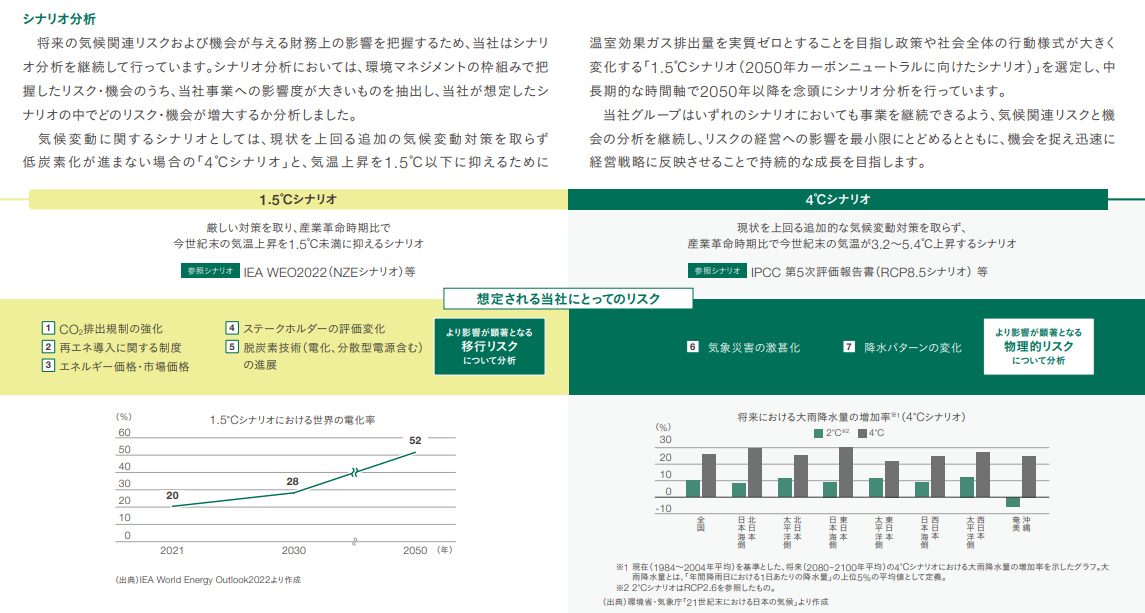 シナリオ分析
　将来の気候関連リスクおよび機会が与える財務上の影響を把握するため、当社はシナリ
オ分析を継続して行っています。シナリオ分析においては、環境マネジメントの枠組みで把
握したリスク・機会のうち、当社事業への影響度が大きいものを抽出し、当社が想定したシ
ナリオの中でどのリスク・機会が増大するか分析しました。
　気候変動に関するシナリオとしては、現状を上回る追加の気候変動対策を取らず
低炭素化が進まない場合の「4℃シナリオ」と、気温上昇を1.5℃以下に抑えるために
温室効果ガス排出量を実質ゼロとすることを目指し政策や社会全体の行動様式が大きく
変化する「1.5℃シナリオ（2050年カーボンニュートラルに向けたシナリオ）」を選定し、中
長期的な時間軸で2050年以降を念頭にシナリオ分析を行っています。
　当社グループはいずれのシナリオにおいても事業を継続できるよう、気候関連リスクと機
会の分析を継続し、リスクの経営への影響を最小限にとどめるとともに、機会を捉え迅速に
経営戦略に反映させることで持続的な成長を目指します。
1.5℃シナリオ
厳しい対策を取り、産業革命時期比で
今世紀末の気温上昇を1.5℃未満に抑えるシナリオ
参照シナリオ IEA WEO2022（NZEシナリオ）等
4℃シナリオ
現状を上回る追加的な気候変動対策を取らず、
産業革命時期比で今世紀末の気温が3.2～5.4℃上昇するシナリオ
参照シナリオ IPCC 第5次評価報告書（RCP8.5シナリオ） 等
想定される当社にとってのリスク
1 CO₂排出規制の強化
2 再エネ導入に関する制度
3 エネルギー価格・市場価格
4 ステークホルダーの評価変化
5 脱炭素技術（電化、分散型電源含む）
の進展
より影響が顕著となる
移行リスク
について分析
6 気象災害の激甚化
7 降水パターンの変化
より影響が顕著となる
物理的リスク
について分析
1.5℃シナリオにおける世界の電化率
(%)
60
50
40
30
20
10
0
20
28
52
2021 2030 2050 （年）
（出典）IEA World Energy Outlook2022より作成
将来における大雨降水量の増加率※1（4℃シナリオ）
2℃※2 4℃
(%)
30
20
10
0
-10
全国
北日本
日本海側
北日本
太平洋側
東日本
日本海側
東日本
太平洋側
西日本
日本海側
西日本
太平洋側
沖縄
奄美
※1 現在（1984～2004年平均）を基準とした、将来（2080～2100年平均）の4℃シナリオにおける大雨降水量の増加率を示したグラフ。大
雨降水量とは、「年間降雨日における1日あたりの降水量」の上位5%の平均値として定義。
※2 2℃シナリオはRCP2.6を参照したもの。
（出典）環境省・気象庁「21世紀末における日本の気候」より作成